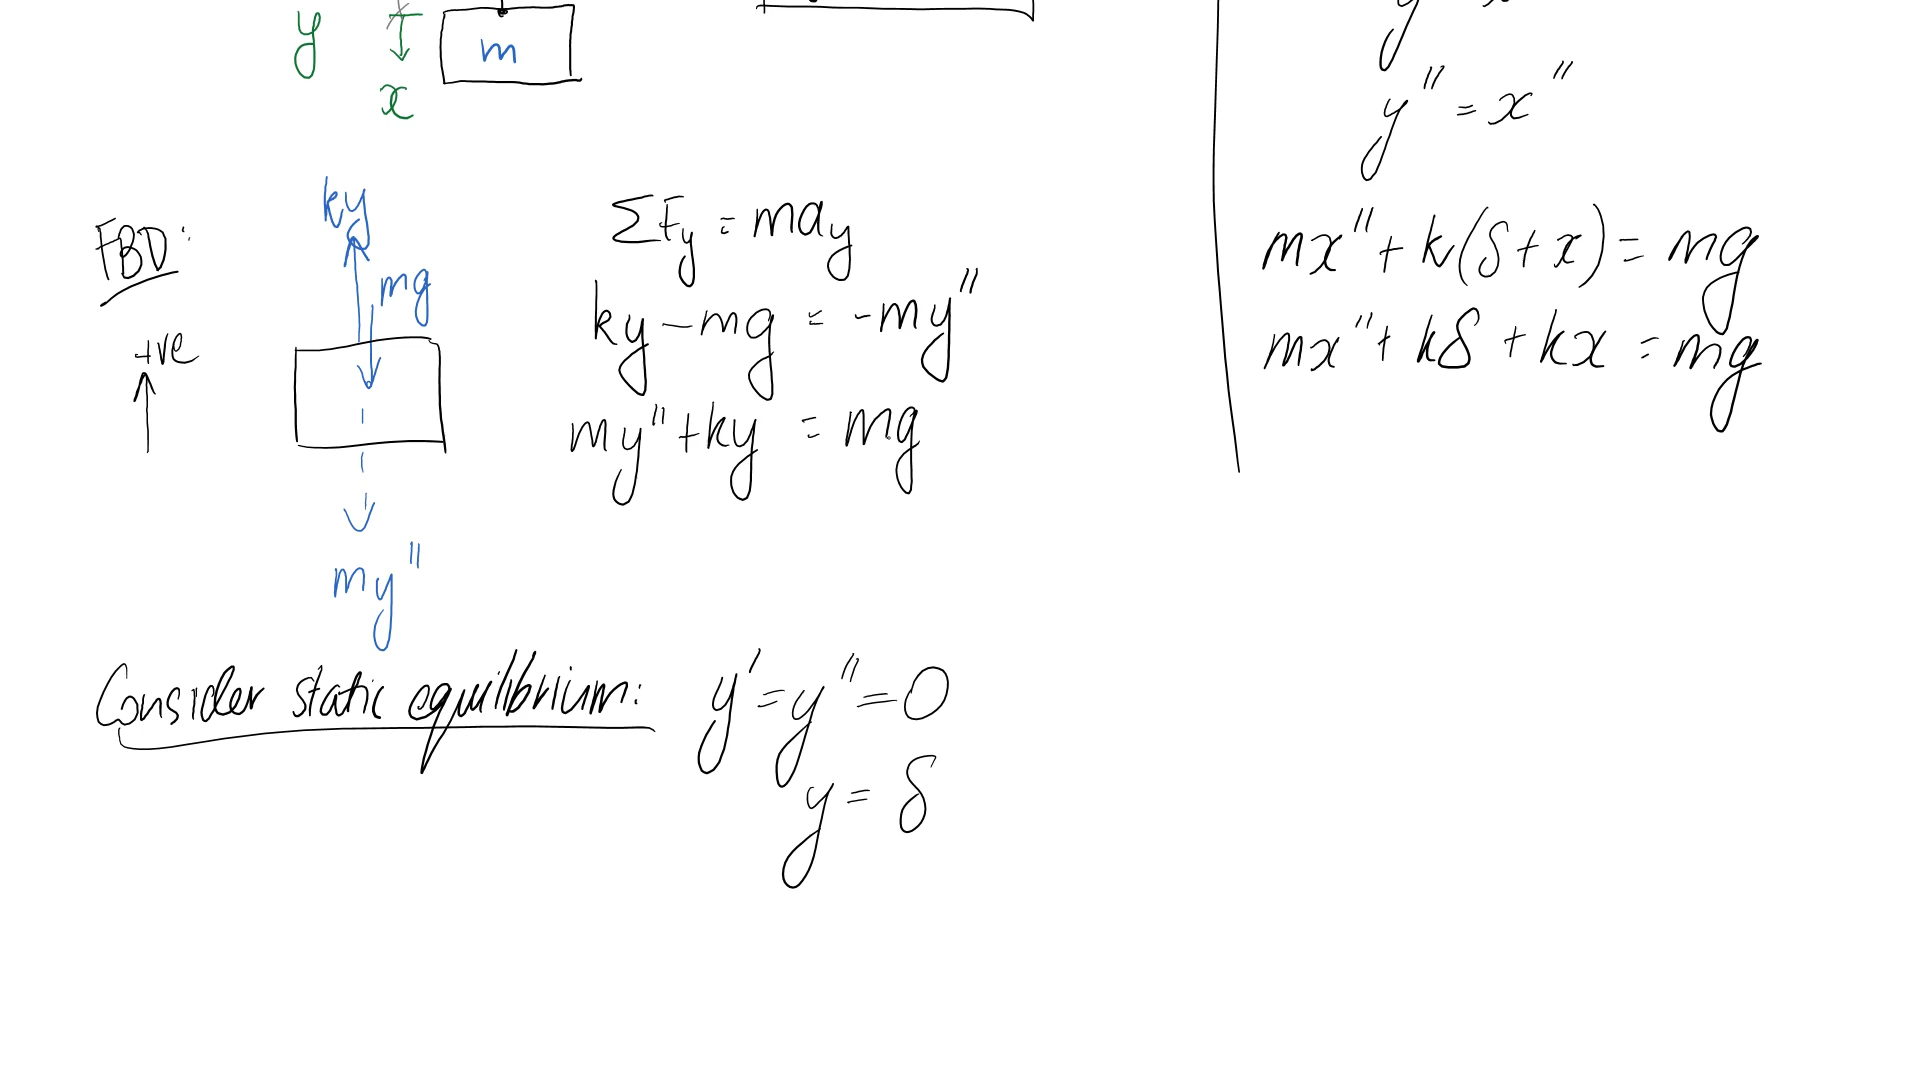 y
x
m
y'' = x''
FBD:
+ve
ky
mg
my''
ΣFy = may
ky - mg = -my''
my'' + ky = mg
mx'' + k(δ + x) = mg
mx'' + kδ + kx = mg
Consider static equilibrium: y' = y'' = 0
y = δ